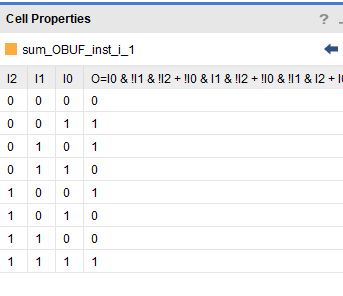 Cell Properties
? _
sum_OBUF_inst_i_1
I2 I1 I0 O=I0 & !I1 & !I2 + !I0 & I1 & !I2 + !I0 & !I1 & I2 + I0
0 0 0 0
0 0 1 1
0 1 0 1
0 1 1 0
1 0 0 1
1 0 1 0
1 1 0 0
1 1 1 1